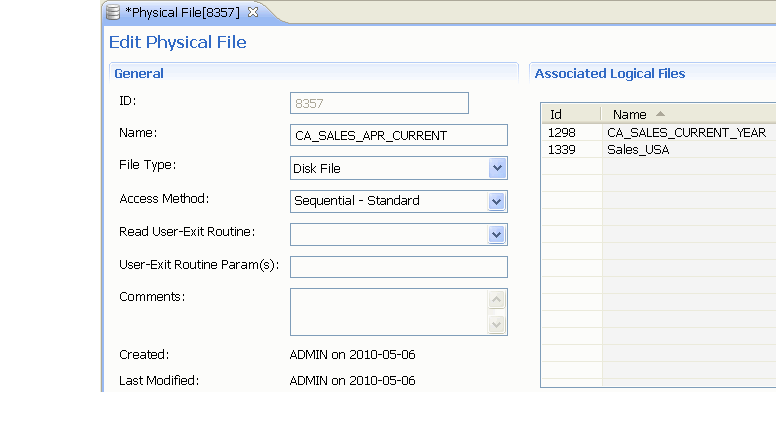 *Physical File[8357]
Edit Physical File
General
ID: 8357
Name: CA_SALES_APR_CURRENT
File Type: Disk File
Access Method: Sequential - Standard
Read User-Exit Routine:
User-Exit Routine Param(s):
Comments:
Created: ADMIN on 2010-05-06
Last Modified: ADMIN on 2010-05-06
Associated Logical Files
Id Name
1298 CA_SALES_CURRENT_YEAR
1339 Sales_USA